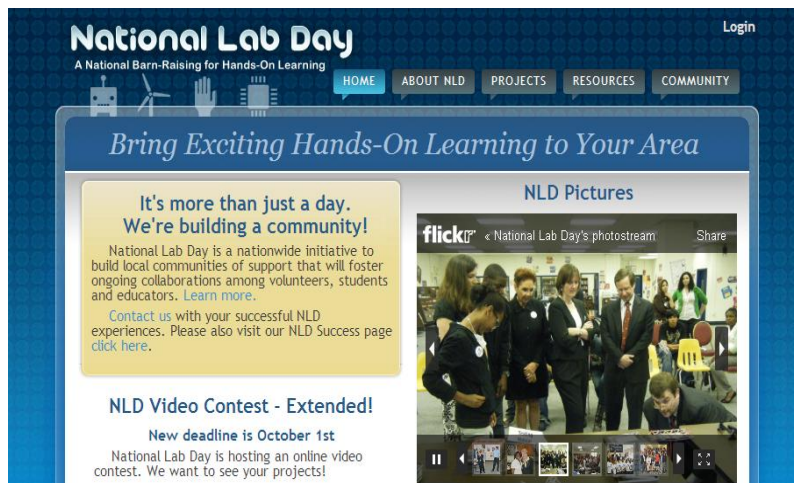 National Lab Day
A National Barn-Raising for Hands-On Learning
Login
HOME ABOUT NLD PROJECTS RESOURCES COMMUNITY
Bring Exciting Hands-On Learning to Your Area
It's more than just a day.
We're building a community!
National Lab Day is a nationwide initiative to
build local communities of support that will foster
ongoing collaborations among volunteers, students
and educators. Learn more.
Contact us with your successful NLD
experiences. Please also visit our NLD Success page
click here.
NLD Video Contest - Extended!
New deadline is October 1st
National Lab Day is hosting an online video
contest. We want to see your projects!
NLD Pictures
flickr « National Lab Day's photostream Share